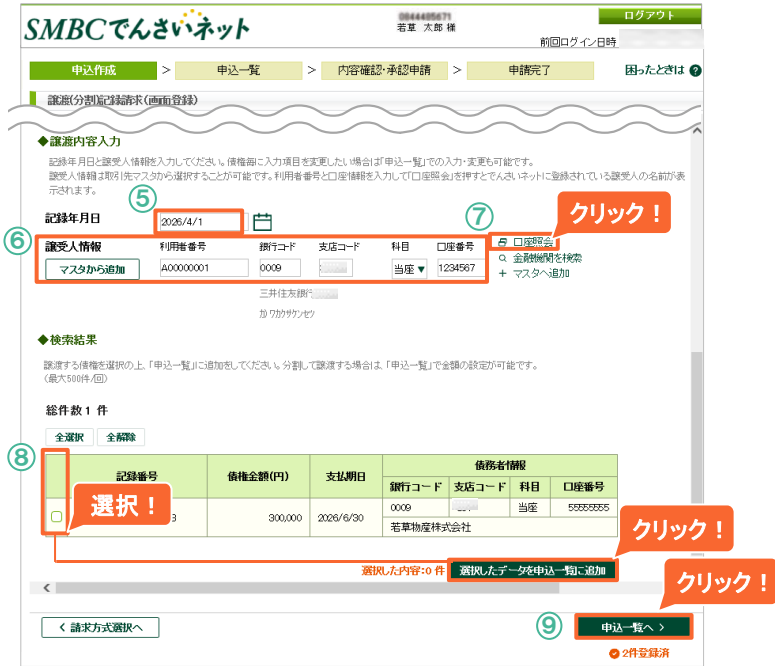 SMBCでんさいネット
若草 太郎 様
ログアウト
前回ログイン日時
申込作成 > 申込一覧 > 内容確認・承認申請 > 申請完了
困ったときは ?
譲渡(分割)記録請求(画面登録)
◆譲渡内容入力
記録年月日と譲受人情報を入力してください。債権毎に入力項目を変更したい場合は「申込一覧」での入力・変更も可能です。
譲受人情報は取引先マスタから選択することが可能です。利用者番号と口座情報を入力して「口座照会」を押すとでんさいネットに登録されている譲受人の名前が表
示されます。
⑤
記録年月日 2026/4/1
⑦
クリック！
⑥
譲受人情報 利用者番号 銀行コード 支店コード 科目 口座番号
口座照会
マスタから追加 A00000001 0009 当座▼ 1234567
金融機関を検索
+ マスタへ追加
三井住友銀行
カ) ワカクサケンセツ
◆検索結果
譲渡する債権を選択の上、「申込一覧」に追加をしてください。分割して譲渡する場合は、「申込一覧」で金額の設定が可能です。
(最大500件/回)
総件数 1 件
全選択 全解除
⑧
記録番号 債権金額(円) 支払期日 債務者情報
銀行コード 支店コード 科目 口座番号
選択！
300,000 2026/6/30 0009 当座 55555555
若草物産株式会社
クリック！
選択した内容:0 件 選択したデータを申込一覧に追加
クリック！
< 請求方式選択へ
⑨
申込一覧へ >
2件登録済